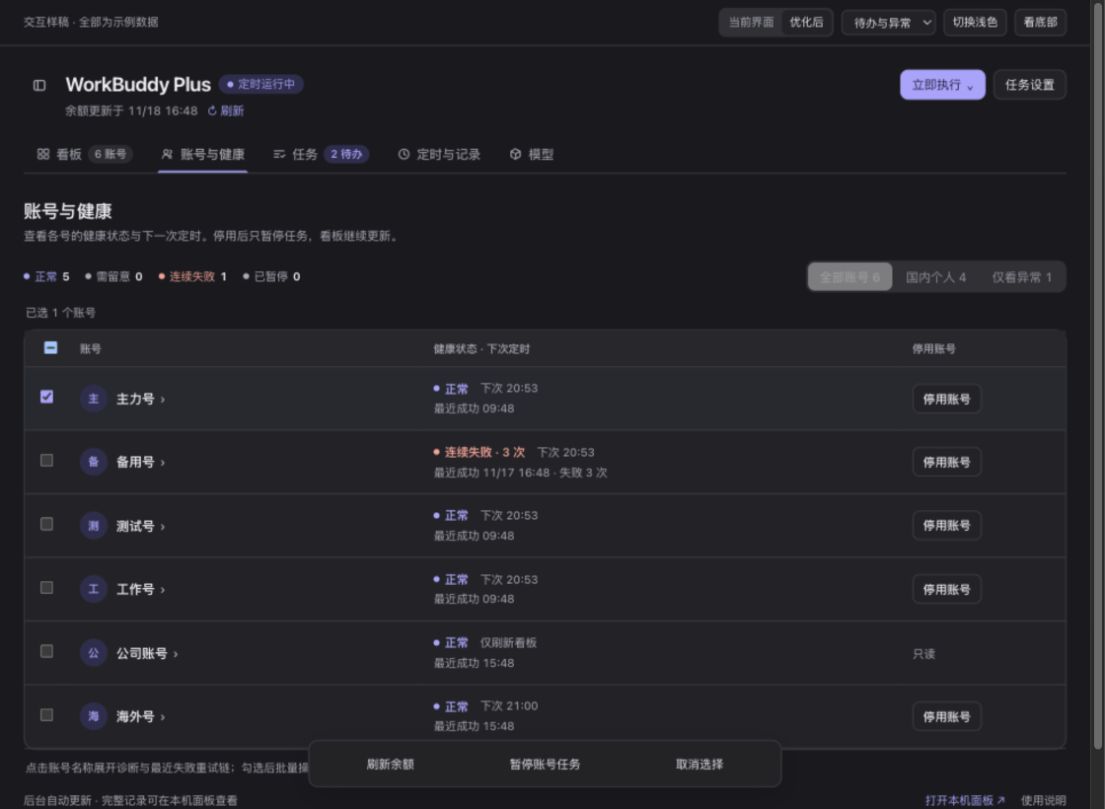 交互样稿 · 全部为示例数据 当前界面 优化后 待办与异常 切换浅色 看底部
WorkBuddy Plus 定时运行中 立即执行 任务设置
余额更新于 11/18 16:48 刷新
看板 6 账号 账号与健康 任务 2 待办 定时与记录 模型
账号与健康
查看各号的健康状态与下一次定时。停用后只暂停任务，看板继续更新。
正常 5 需留意 0 连续失败 1 已暂停 0 全部账号 6 国内个人 4 仅看异常 1
已选 1 个账号
账号 健康状态 · 下次定时 停用账号
主 主力号 › 正常 下次 20:53 停用账号
最近成功 09:48
备 备用号 › 连续失败 · 3 次 下次 20:53 停用账号
最近成功 11/17 16:48 · 失败 3 次
测 测试号 › 正常 下次 20:53 停用账号
最近成功 09:48
工 工作号 › 正常 下次 20:53 停用账号
最近成功 09:48
公 公司账号 › 正常 仅刷新看板 只读
最近成功 15:48
海 海外号 › 正常 下次 21:00 停用账号
最近成功 15:48
刷新余额 暂停账号任务 取消选择
点击账号名称展开诊断与最近失败重试链；勾选后批量操
后台自动更新 · 完整记录可在本机面板查看 打开本机面板 ↗ 使用说明